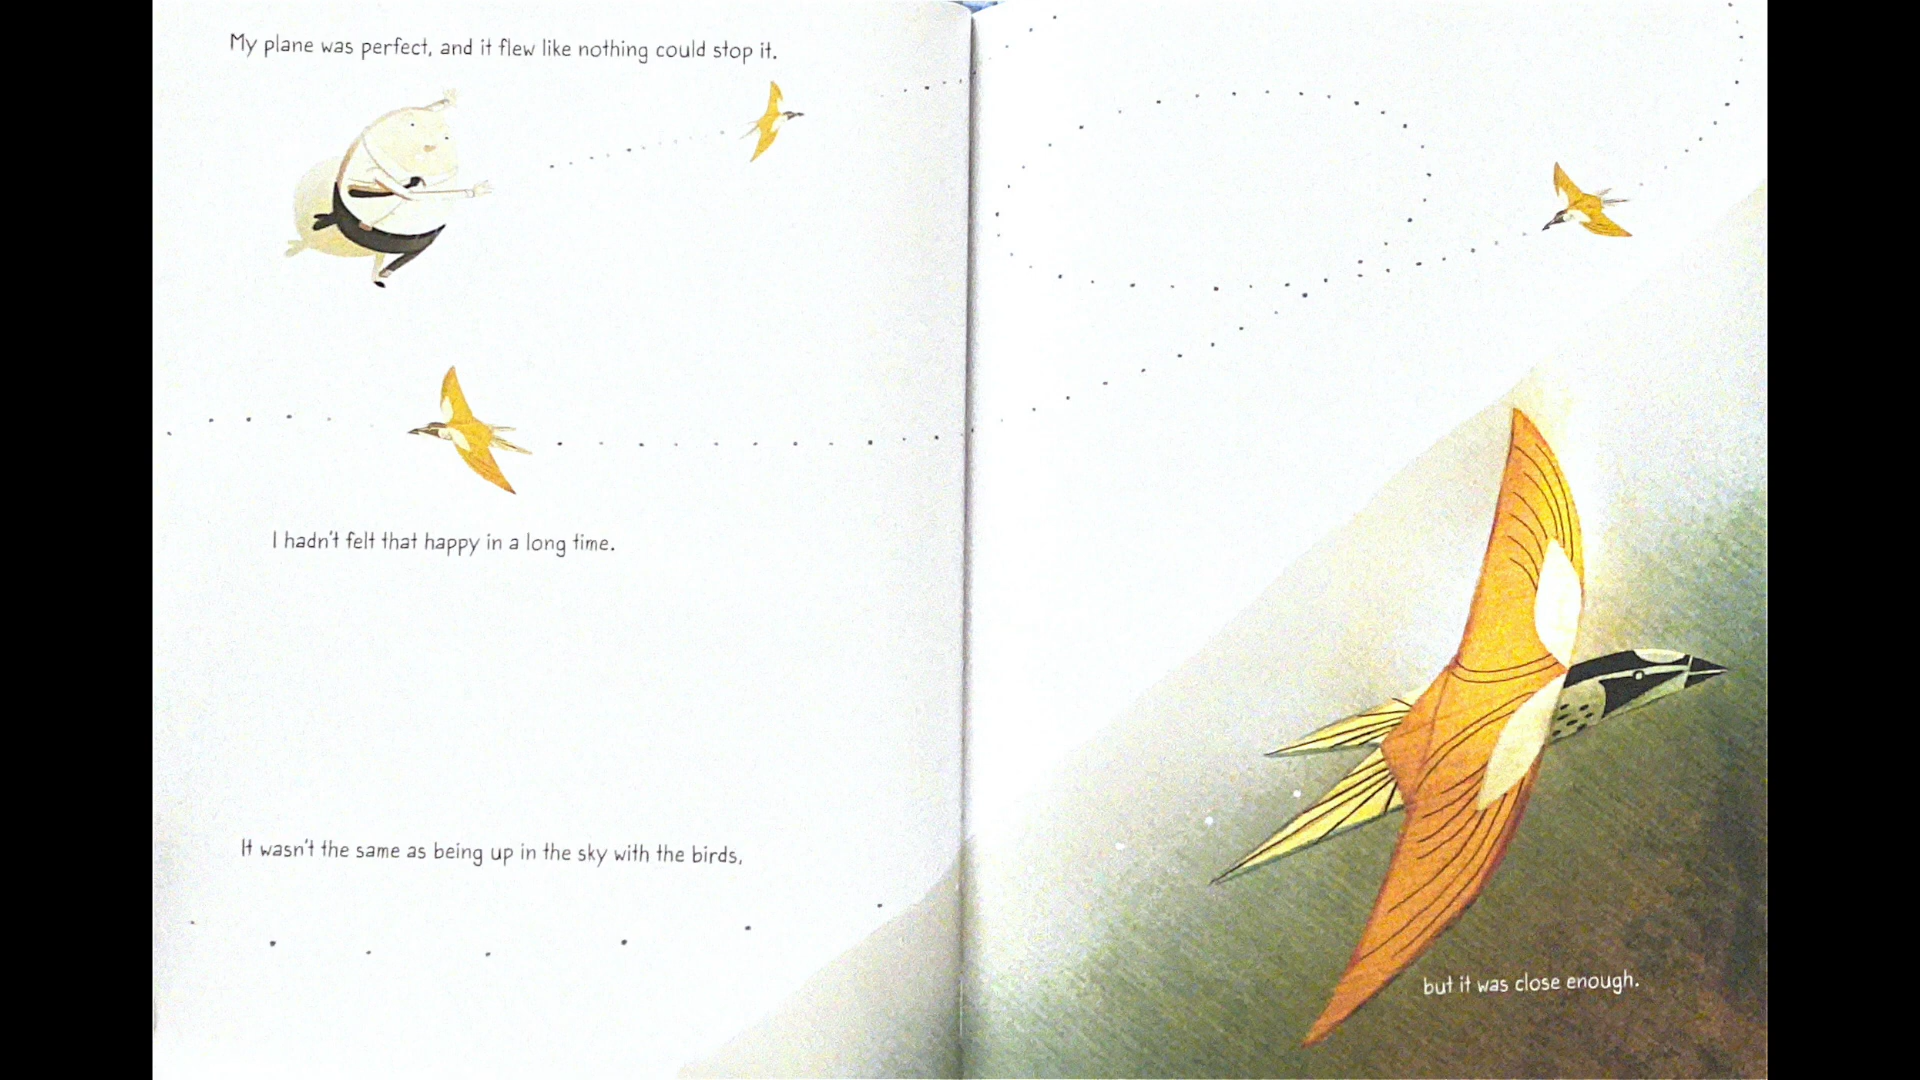 My plane was perfect, and it flew like nothing could stop it.
I hadn't felt that happy in a long time.
It wasn't the same as being up in the sky with the birds,
but it was close enough.